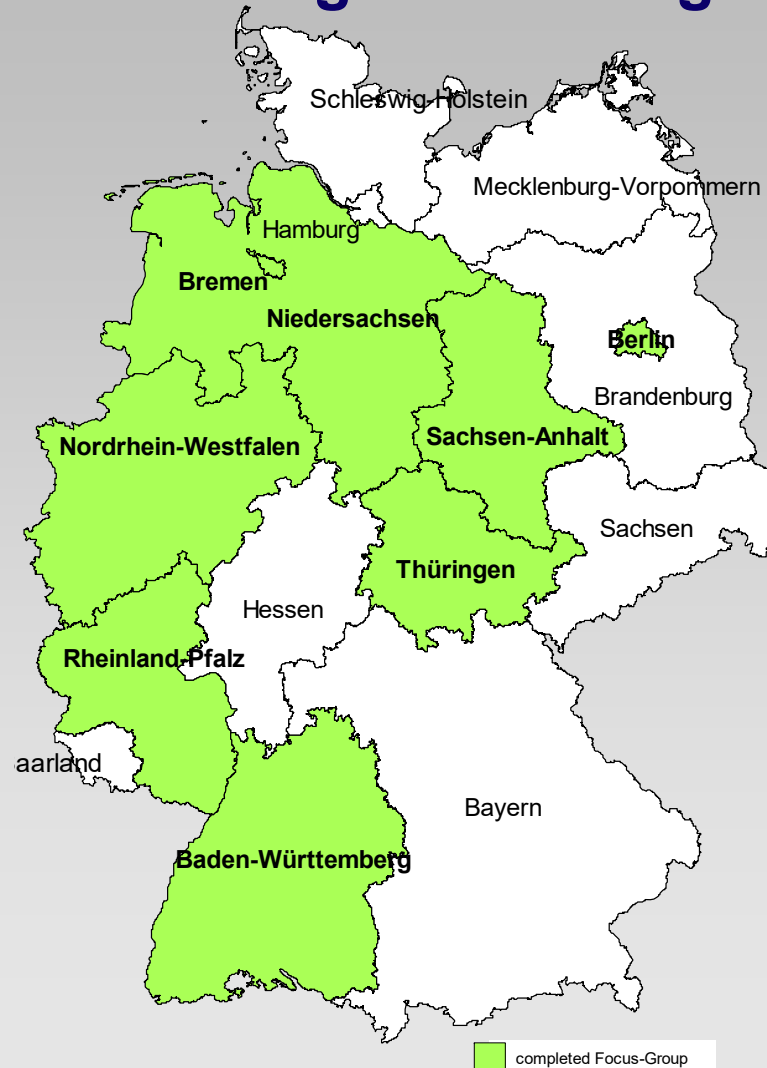 Schleswig-Holstein
Mecklenburg-Vorpommern
Hamburg
Bremen
Niedersachsen
Berlin
Brandenburg
Nordrhein-Westfalen
Sachsen-Anhalt
Sachsen
Thüringen
Hessen
Rheinland-Pfalz
aarland
Bayern
Baden-Württemberg
completed Focus-Group